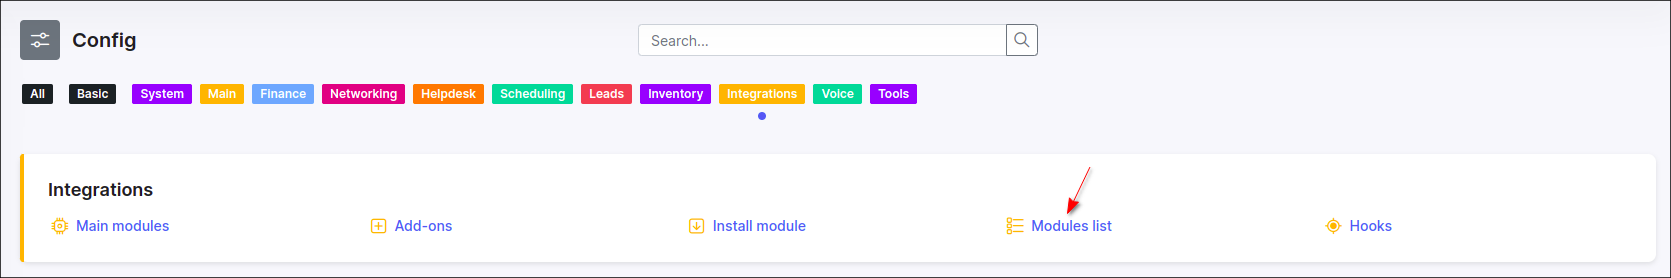 Config
Search...
All Basic System Main Finance Networking Helpdesk Scheduling Leads Inventory Integrations Voice Tools
Integrations
Main modules Add-ons Install module Modules list Hooks